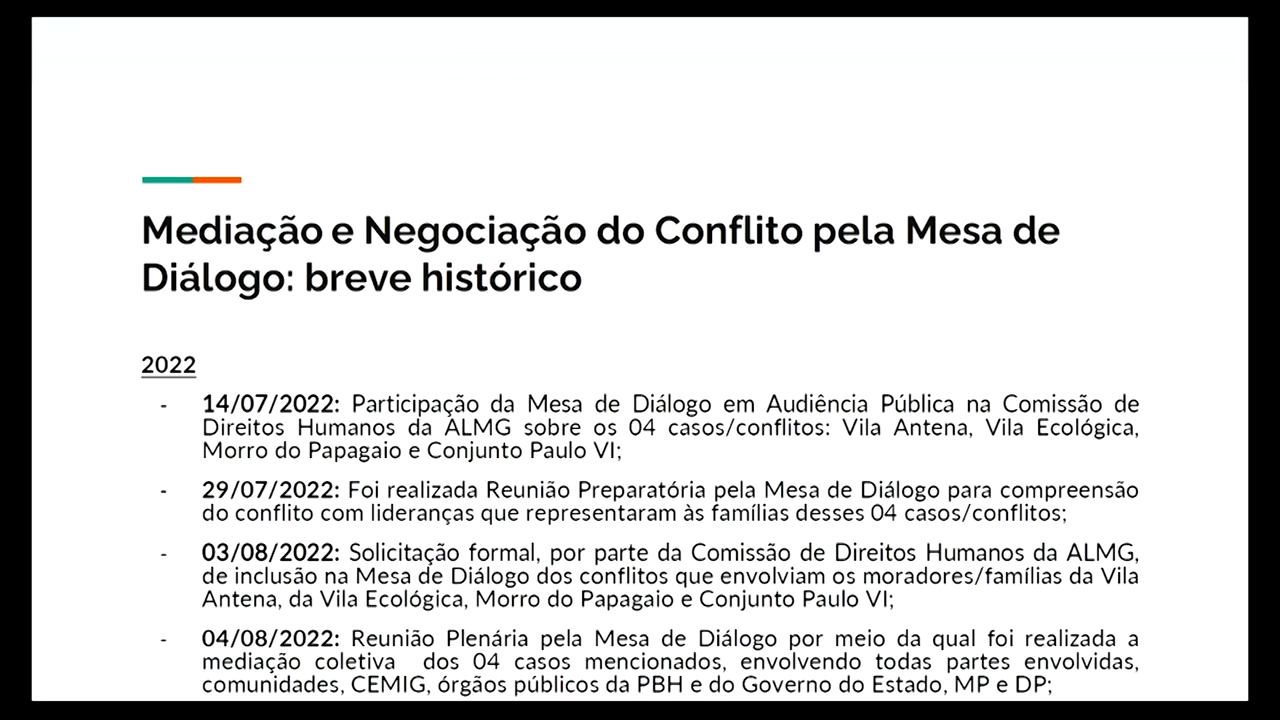 Mediação e Negociação do Conflito pela Mesa de
Diálogo: breve histórico
2022
- 14/07/2022: Participação da Mesa de Diálogo em Audiência Pública na Comissão de
Direitos Humanos da ALMG sobre os 04 casos/conflitos: Vila Antena, Vila Ecológica,
Morro do Papagaio e Conjunto Paulo VI;
- 29/07/2022: Foi realizada Reunião Preparatória pela Mesa de Diálogo para compreensão
do conflito com lideranças que representaram às famílias desses 04 casos/conflitos;
- 03/08/2022: Solicitação formal, por parte da Comissão de Direitos Humanos da ALMG,
de inclusão na Mesa de Diálogo dos conflitos que envolviam os moradores/famílias da Vila
Antena, da Vila Ecológica, Morro do Papagaio e Conjunto Paulo VI;
- 04/08/2022: Reunião Plenária pela Mesa de Diálogo por meio da qual foi realizada a
mediação coletiva dos 04 casos mencionados, envolvendo todas partes envolvidas,
comunidades, CEMIG, órgãos públicos da PBH e do Governo do Estado, MP e DP;